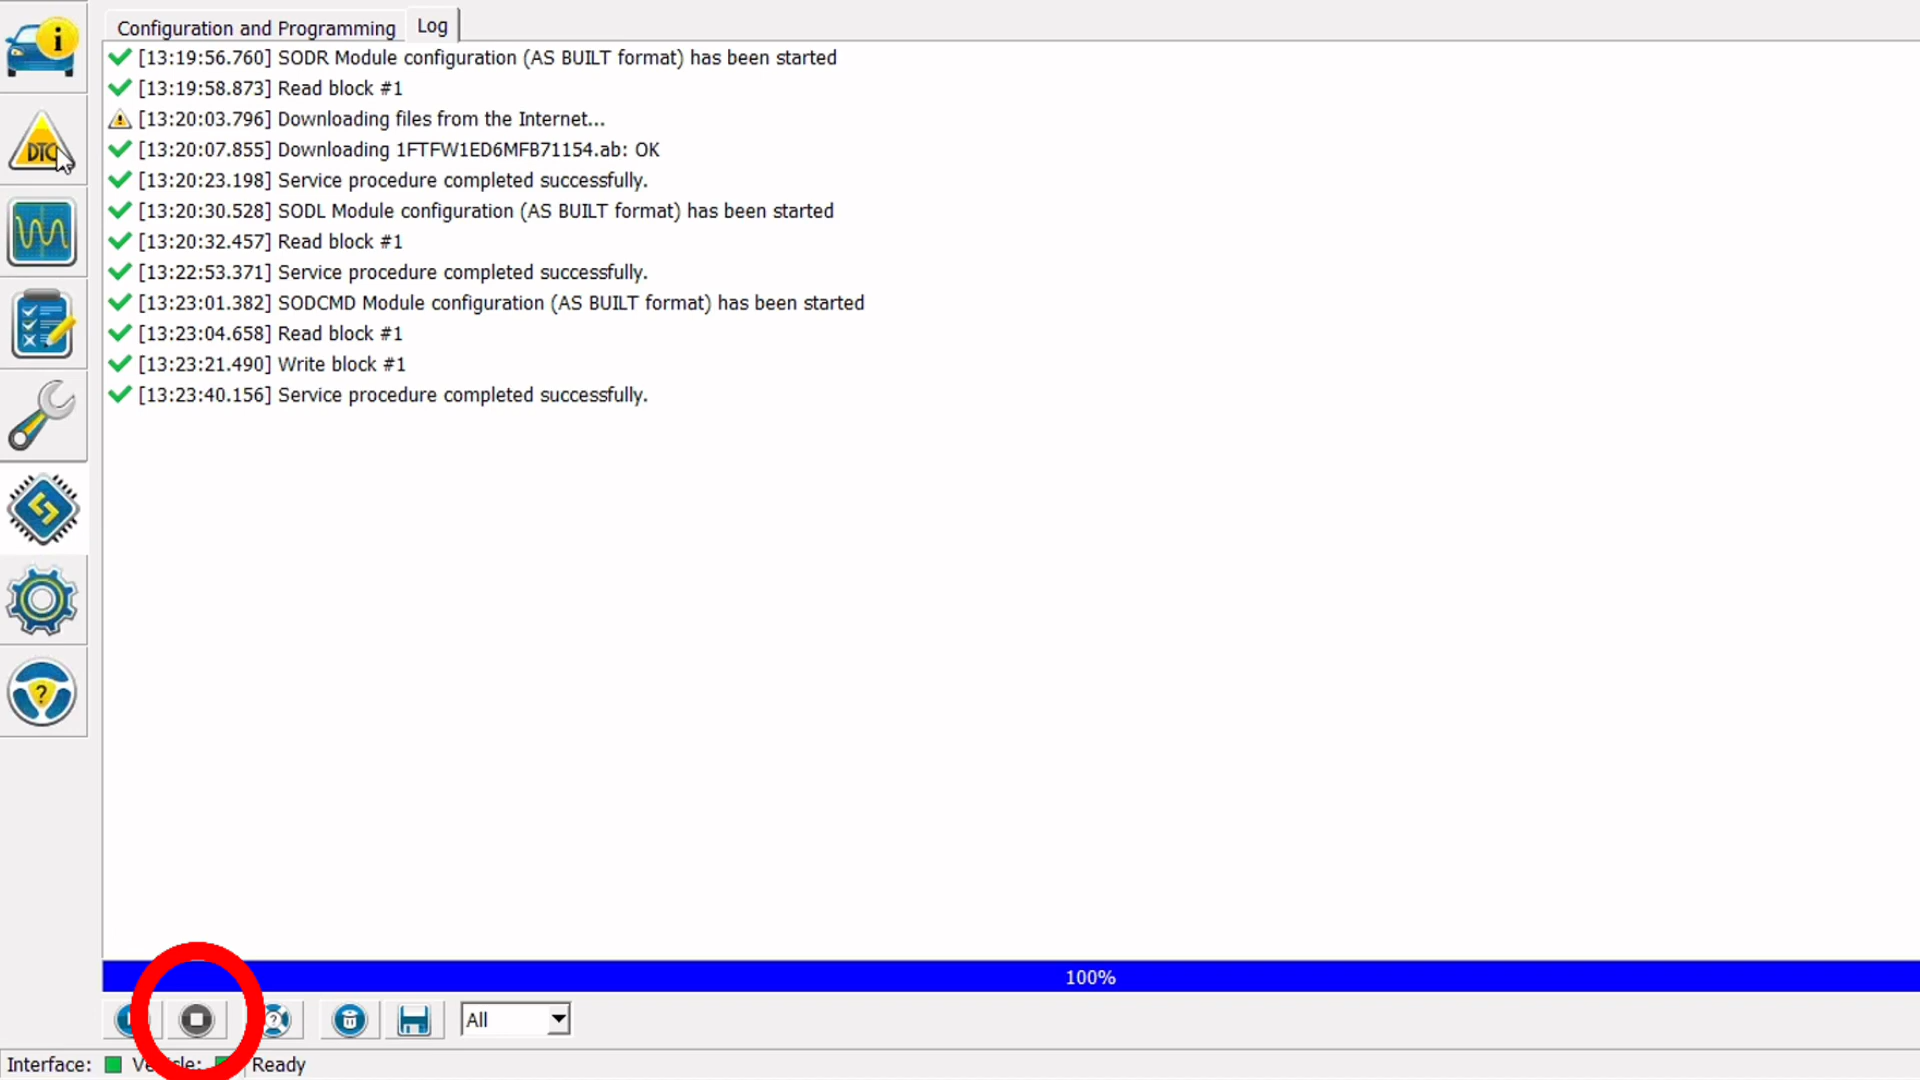 Configuration and Programming Log
[13:19:56.760] SODR Module configuration (AS BUILT format) has been started
[13:19:58.873] Read block #1
[13:20:03.796] Downloading files from the Internet...
[13:20:07.855] Downloading 1FTFW1ED6MFB71154.ab: OK
[13:20:23.198] Service procedure completed successfully.
[13:20:30.528] SODL Module configuration (AS BUILT format) has been started
[13:20:32.457] Read block #1
[13:22:53.371] Service procedure completed successfully.
[13:23:01.382] SODCMD Module configuration (AS BUILT format) has been started
[13:23:04.658] Read block #1
[13:23:21.490] Write block #1
[13:23:40.156] Service procedure completed successfully.
i
DTC
?
100%
?
All
Interface: Ready